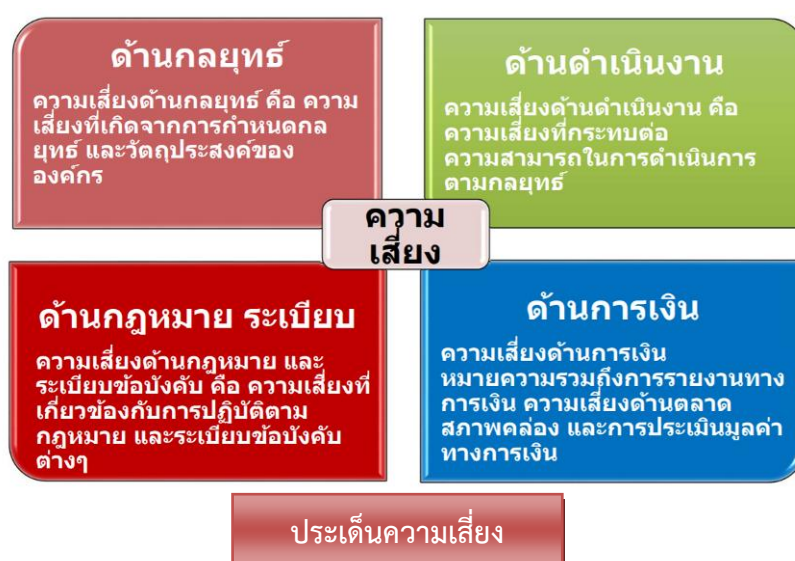 ด้านกลยุทธ์
ความเสี่ยงด้านกลยุทธ์ คือ ความ
เสี่ยงที่เกิดจากการกำหนดกล
ยุทธ์ และวัตถุประสงค์ของ
องค์กร
ด้านดำเนินงาน
ความเสี่ยงด้านดำเนินงาน คือ
ความเสี่ยงที่กระทบต่อ
ความสามารถในการดำเนินการ
ตามกลยุทธ์
ความ
เสี่ยง
ด้านกฎหมาย ระเบียบ
ความเสี่ยงด้านกฎหมาย และ
ระเบียบข้อบังคับ คือ ความเสี่ยงที่
เกี่ยวข้องกับการปฏิบัติตาม
กฎหมาย และระเบียบข้อบังคับ
ต่างๆ
ด้านการเงิน
ความเสี่ยงด้านการเงิน
หมายความรวมถึงการรายงานทาง
การเงิน ความเสี่ยงด้านตลาด
สภาพคล่อง และการประเมินมูลค่า
ทางการเงิน
ประเด็นความเสี่ยง